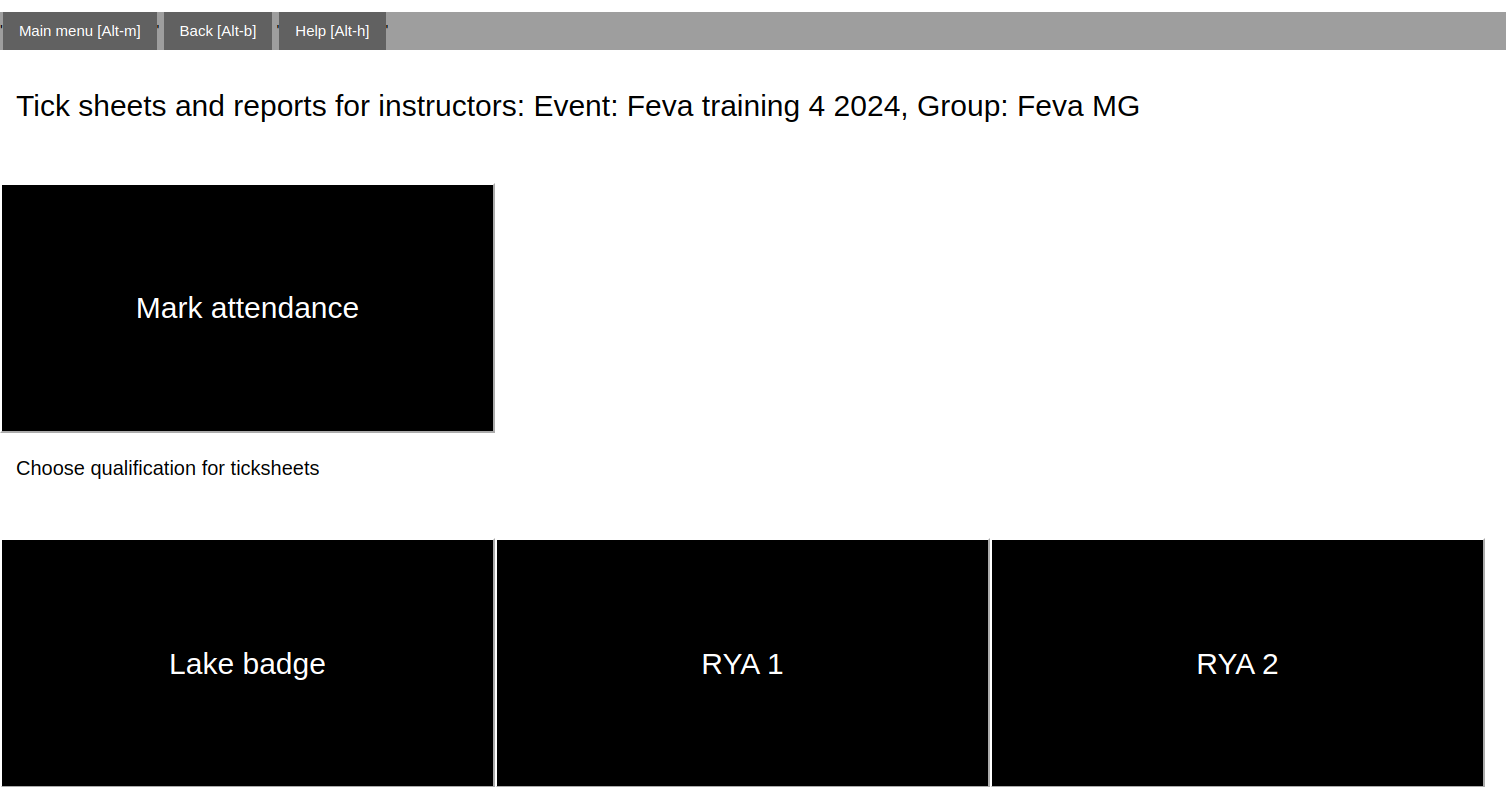 Main menu [Alt-m] Back [Alt-b] Help [Alt-h]
Tick sheets and reports for instructors: Event: Feva training 4 2024, Group: Feva MG
Mark attendance
Choose qualification for ticksheets
Lake badge RYA 1 RYA 2